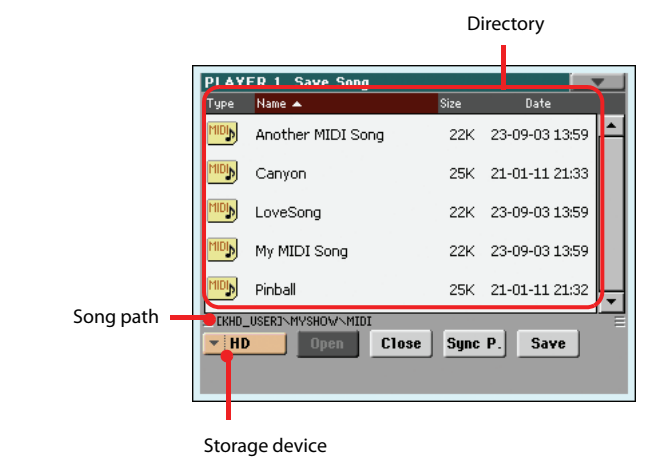 Directory
PLAYER 1 Save Song
Type Name Size Date
MIDI Another MIDI Song 22K 23-09-03 13:59
MIDI Canyon 25K 21-01-11 21:33
MIDI LoveSong 22K 23-09-03 13:59
MIDI My MIDI Song 22K 23-09-03 13:59
MIDI Pinball 25K 21-01-11 21:32
Song path
[KHD_USER]\MYSHOW\MIDI
HD Open Close Sync P. Save
Storage device